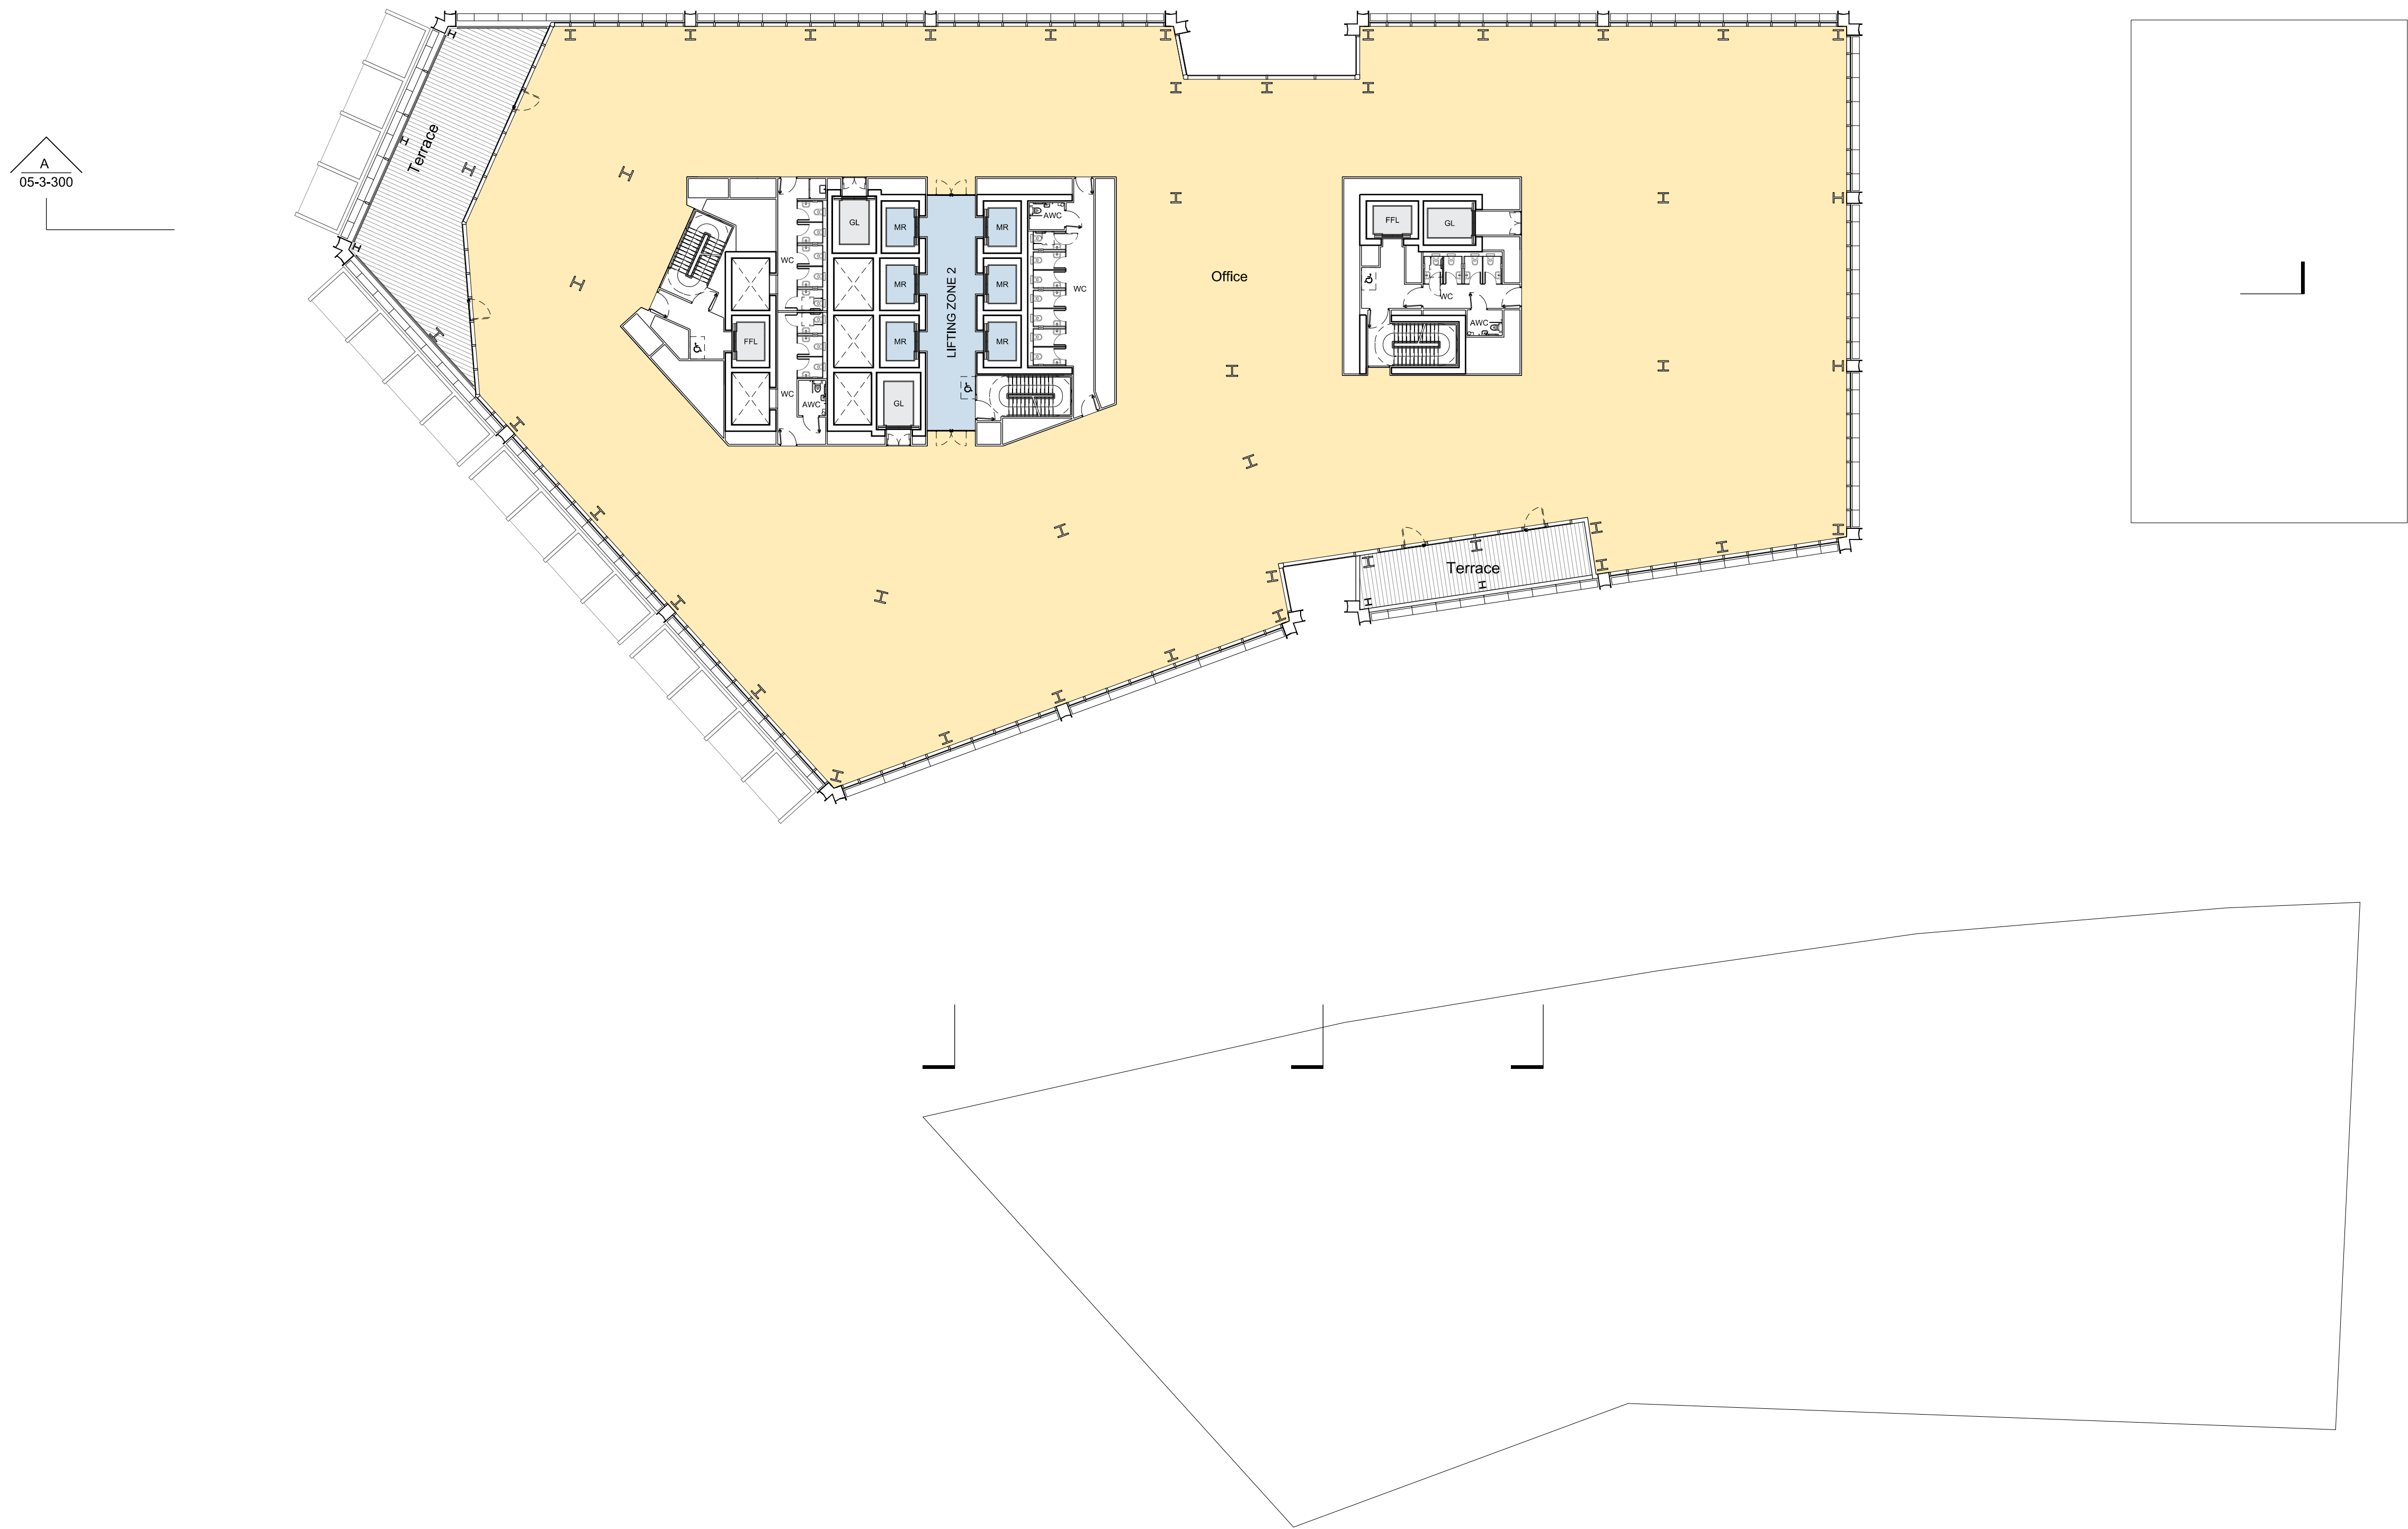 A
05-3-300
Terrace
GL
MR
MR
AWC
FFL
GL
WC
MR
MR
LIFTING ZONE 2
Office
WC
WC
FFL
MR
MR
AWC
WC
AWC
GL
Terrace